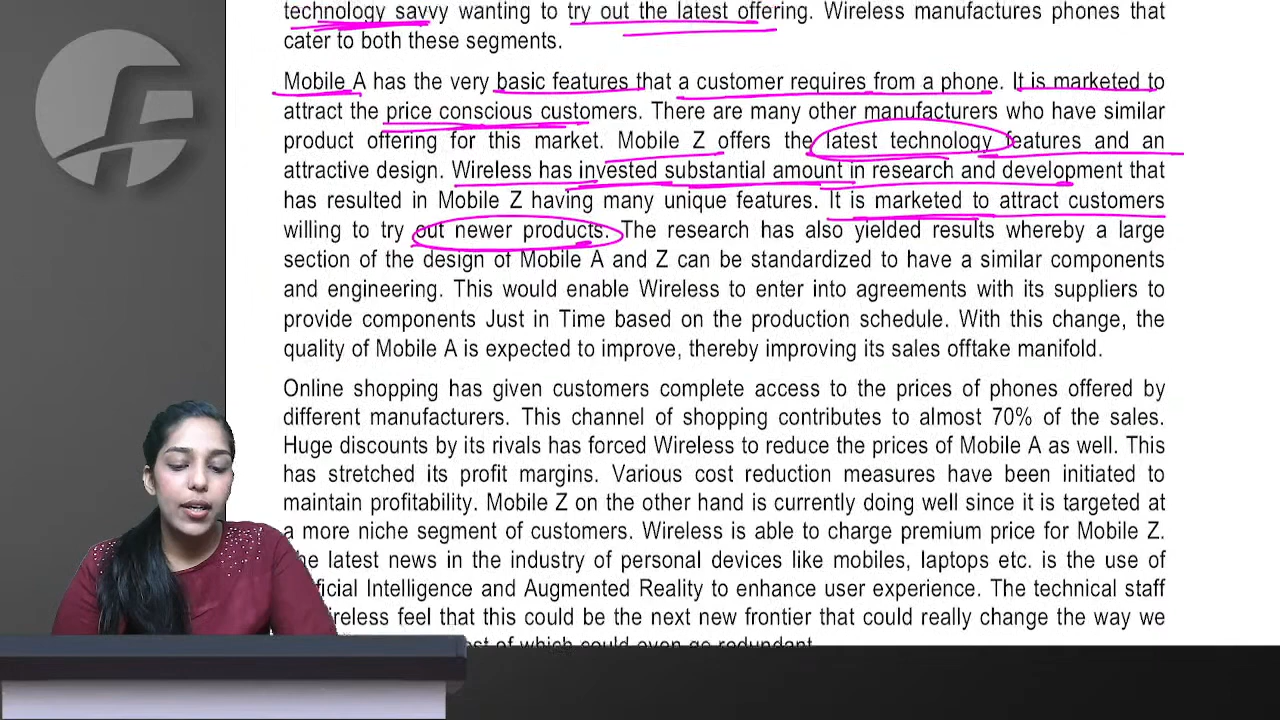 technology savvy wanting to try out the latest offering. Wireless manufactures phones that
cater to both these segments.
Mobile A has the very basic features that a customer requires from a phone. It is marketed to
attract the price conscious customers. There are many other manufacturers who have similar
product offering for this market. Mobile Z offers the latest technology features and an
attractive design. Wireless has invested substantial amount in research and development that
has resulted in Mobile Z having many unique features. It is marketed to attract customers
willing to try out newer products. The research has also yielded results whereby a large
section of the design of Mobile A and Z can be standardized to have a similar components
and engineering. This would enable Wireless to enter into agreements with its suppliers to
provide components Just in Time based on the production schedule. With this change, the
quality of Mobile A is expected to improve, thereby improving its sales offtake manifold.
Online shopping has given customers complete access to the prices of phones offered by
different manufacturers. This channel of shopping contributes to almost 70% of the sales.
Huge discounts by its rivals has forced Wireless to reduce the prices of Mobile A as well. This
has stretched its profit margins. Various cost reduction measures have been initiated to
maintain profitability. Mobile Z on the other hand is currently doing well since it is targeted at
a more niche segment of customers. Wireless is able to charge premium price for Mobile Z.
latest news in the industry of personal devices like mobiles, laptops etc. is the use of
Intelligence and Augmented Reality to enhance user experience. The technical staff
feel that this could be the next new frontier that could really change the way we
of which could even go redundant